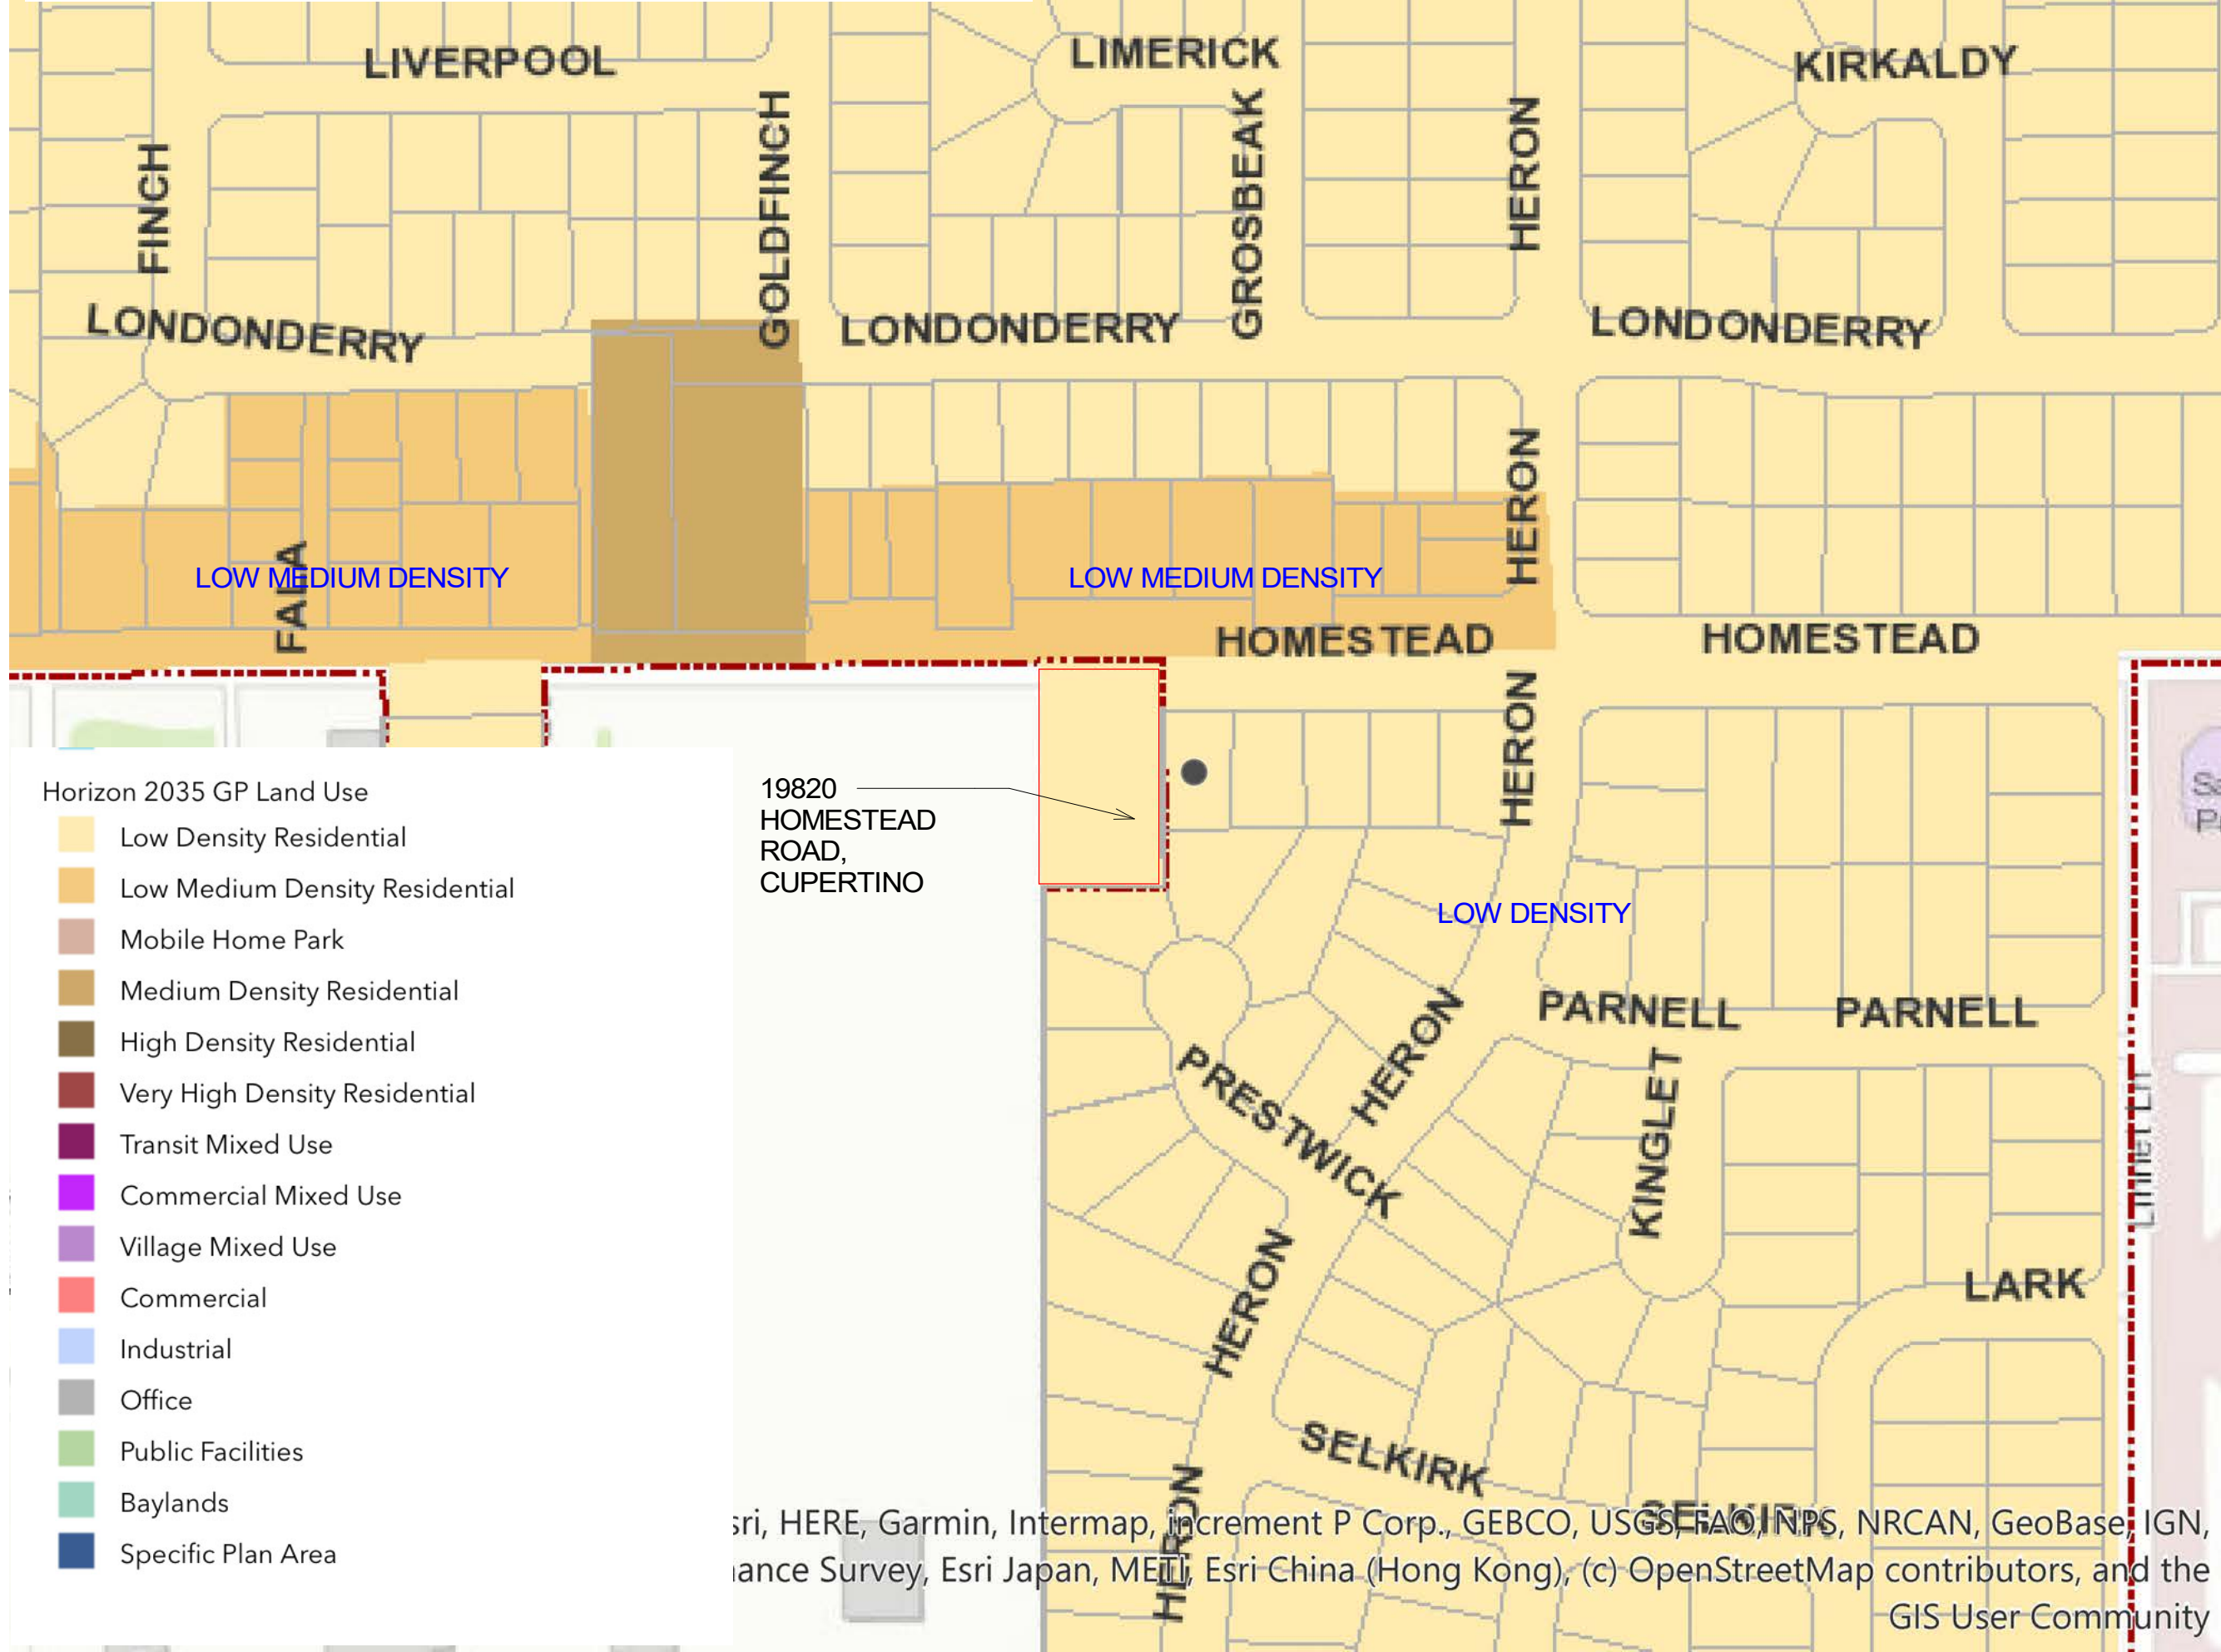 LIVERPOOL
LIMERICK
KIRKALDY
FINCH
GOLDFINCH
GROSBEAK
HERON
LONDONDERRY
LONDONDERRY
LONDONDERRY
HERON
FALA
LOW MEDIUM DENSITY
LOW MEDIUM DENSITY
HOMESTEAD
HOMESTEAD
HERON
19820
HOMESTEAD
ROAD,
CUPERTINO
LOW DENSITY
PARNELL
PARNELL
HERON
PRESTWICK
KINGLET
Linnet Ln
HERON
LARK
SELKIRK
HERON
Horizon 2035 GP Land Use
Low Density Residential
Low Medium Density Residential
Mobile Home Park
Medium Density Residential
High Density Residential
Very High Density Residential
Transit Mixed Use
Commercial Mixed Use
Village Mixed Use
Commercial
Industrial
Office
Public Facilities
Baylands
Specific Plan Area
sri, HERE, Garmin, Intermap, increment P Corp., GEBCO, USGS, FAO, NPS, NRCAN, GeoBase, IGN,
nance Survey, Esri Japan, METI, Esri China (Hong Kong), (c) OpenStreetMap contributors, and the
GIS User Community